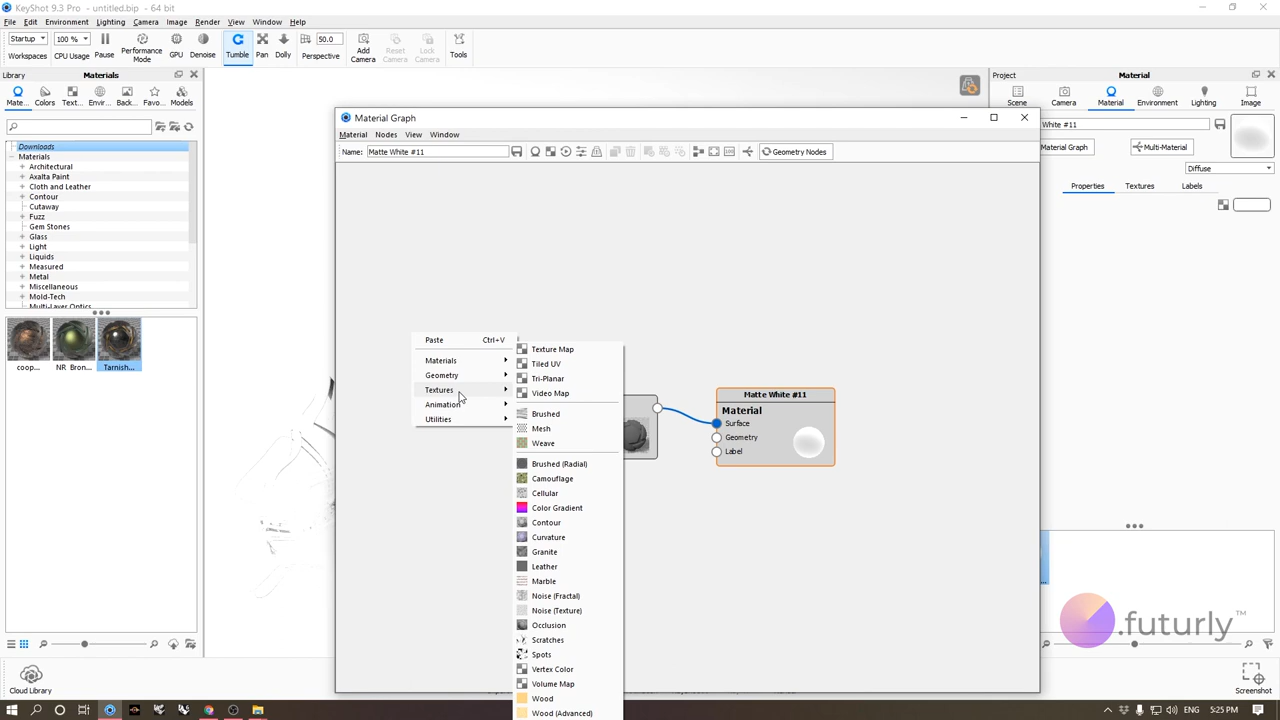 KeyShot 9.3 Pro - untitled.bip - 64 bit
File Edit Environment Lighting Camera Image Render View Window Help
Startup 100 % 50.0
Workspaces CPU Usage Pause Performance Mode GPU Denoise Tumble Pan Dolly Perspective Add Camera Reset Camera Lock Camera Tools
Library Materials
Mate... Colors Text... Envir... Back... Favo... Models
Downloads
Materials
Architectural
Axalta Paint
Cloth and Leather
Contour
Cutaway
Fuzz
Gem Stones
Glass
Light
Liquids
Measured
Metal
Miscellaneous
Mold-Tech
Multi-Layer Optics
coop... NR_Bron... Tarnish...
Cloud Library
Material Graph
Material Nodes View Window
Name: Matte White #11 Geometry Nodes
Paste Ctrl+V
Materials
Geometry
Textures
Animation
Utilities
Texture Map
Tiled UV
Tri-Planar
Video Map
Brushed
Mesh
Weave
Brushed (Radial)
Camouflage
Cellular
Color Gradient
Contour
Curvature
Granite
Leather
Marble
Noise (Fractal)
Noise (Texture)
Occlusion
Scratches
Spots
Vertex Color
Volume Map
Wood
Wood (Advanced)
Matte White #11
Material
Surface
Geometry
Label
Project Material
Scene Camera Material Environment Lighting Image
White #11
Material Graph Multi-Material
Diffuse
Properties Textures Labels
.futurly™
Screenshot
5:25 PM